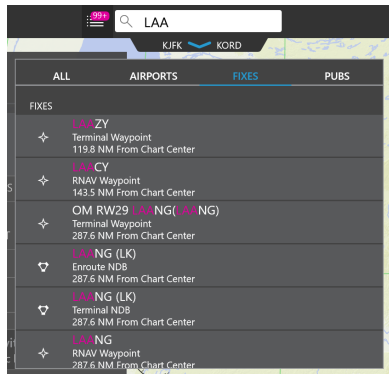 99+
LAA
KJFK KORD
ALL AIRPORTS FIXES PUBS
FIXES
LAAZY
Terminal Waypoint
119.8 NM From Chart Center
LAACY
RNAV Waypoint
143.5 NM From Chart Center
OM RW29 LAANG(LAANG)
Terminal Waypoint
287.6 NM From Chart Center
LAANG (LK)
Enroute NDB
287.6 NM From Chart Center
LAANG (LK)
Terminal NDB
287.6 NM From Chart Center
LAANG
RNAV Waypoint
287.6 NM From Chart Center